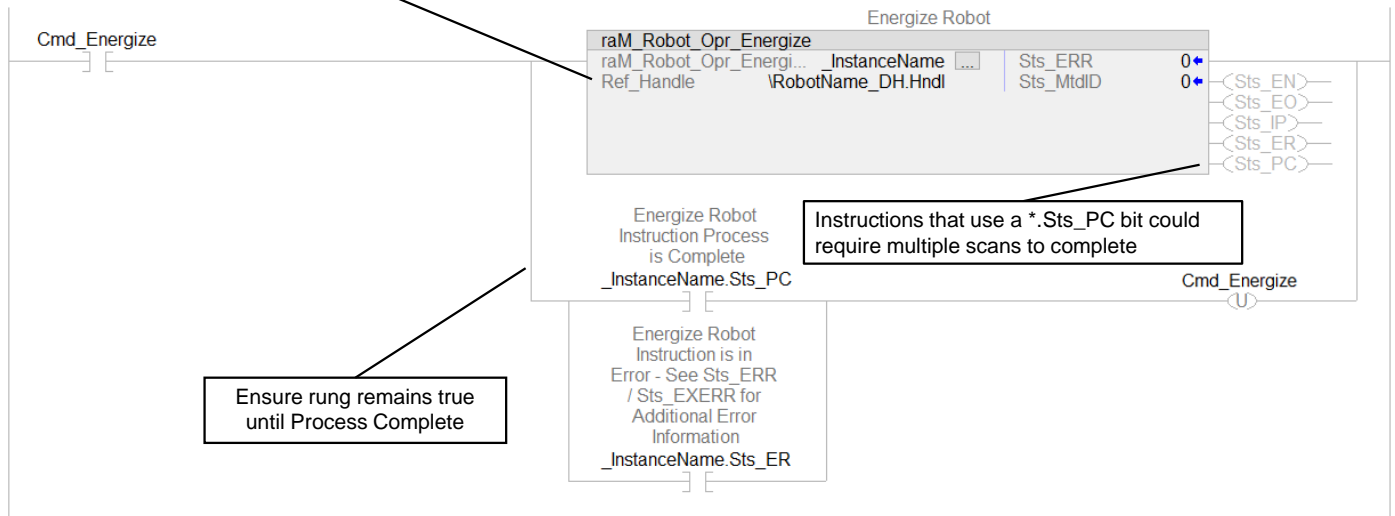 Energize Robot
Cmd_Energize
raM_Robot_Opr_Energize
raM_Robot_Opr_Energi... _InstanceName ... Sts_ERR 0
Ref_Handle \RobotName_DH.Hndl Sts_MtdID 0
(Sts_EN)
(Sts_EO)
(Sts_IP)
(Sts_ER)
(Sts_PC)
Energize Robot
Instruction Process
is Complete
_InstanceName.Sts_PC
Instructions that use a *.Sts_PC bit could
require multiple scans to complete
Cmd_Energize
(U)
Energize Robot
Instruction is in
Error - See Sts_ERR
/ Sts_EXERR for
Additional Error
Information
_InstanceName.Sts_ER
Ensure rung remains true
until Process Complete